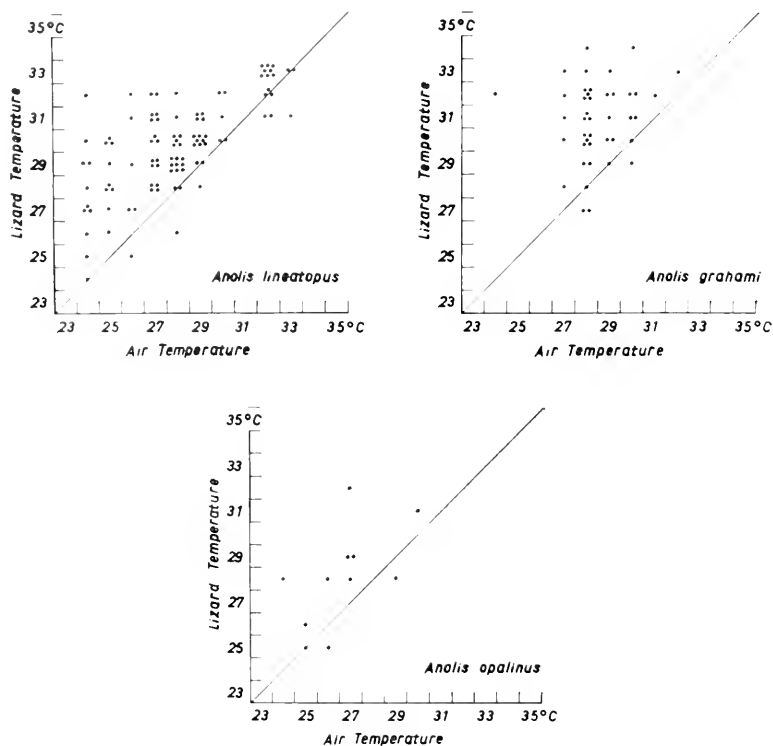 35°C
33
31
29
27
25
23
Lizard Temperature
23 25 27 29 31 33 35°C
Air Temperature
Anolis lineatopus
35°C
33
31
29
27
25
23
Lizard Temperature
23 25 27 29 31 33 35°C
Air Temperature
Anolis grahami
35°C
33
31
29
27
25
23
Lizard Temperature
23 25 27 29 31 33 35°C
Air Temperature
Anolis opalinus